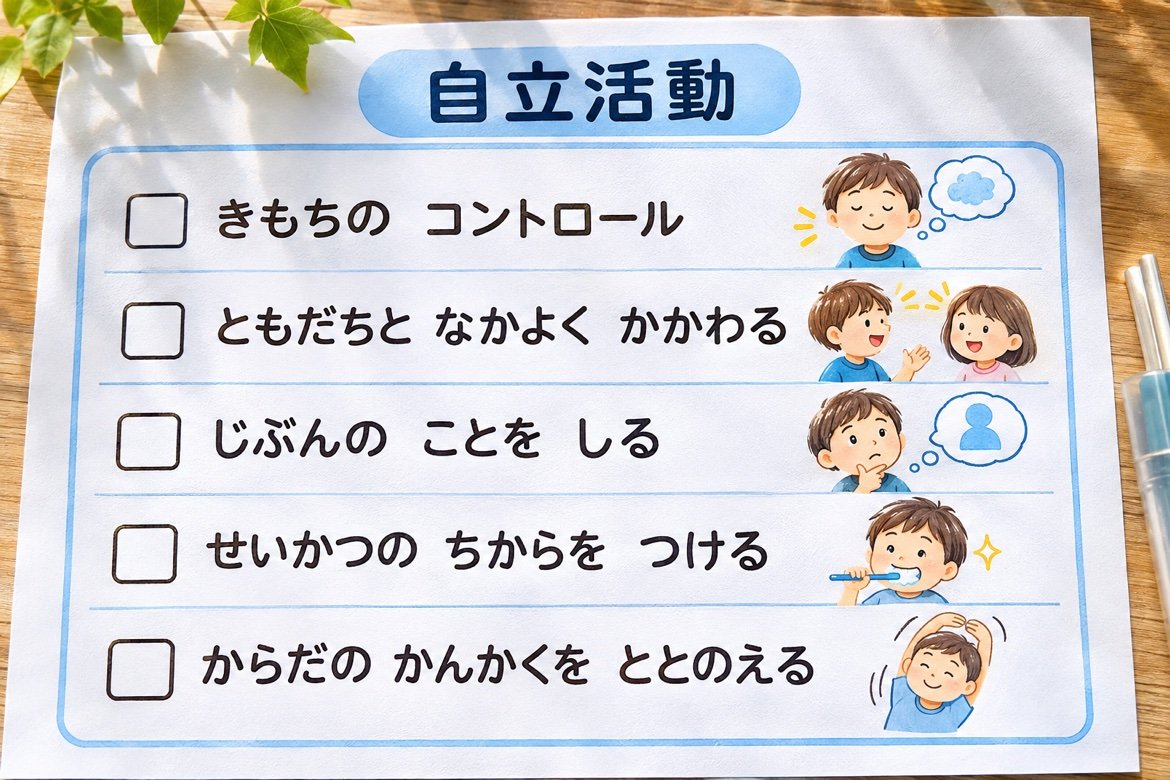 自立活動
きもちの コントロール
ともだちと なかよく かかわる
じぶんの ことを しる
せいかつの ちからを つける
からだの かんかくを ととのえる